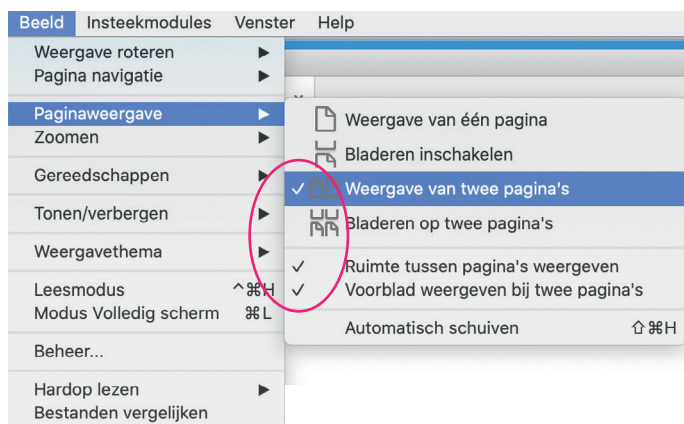 Beeld Insteekmodules Venster Help
Weergave roteren
Pagina navigatie
Paginaweergave
Zoomen
Gereedschappen
Tonen/verbergen
Weergavethema
Leesmodus ^⌘H
Modus Volledig scherm ⌘L
Beheer...
Hardop lezen
Bestanden vergelijken
Weergave van één pagina
Bladeren inschakelen
✓ Weergave van twee pagina's
Bladeren op twee pagina's
✓ Ruimte tussen pagina's weergeven
✓ Voorblad weergeven bij twee pagina's
Automatisch schuiven ⇧⌘H